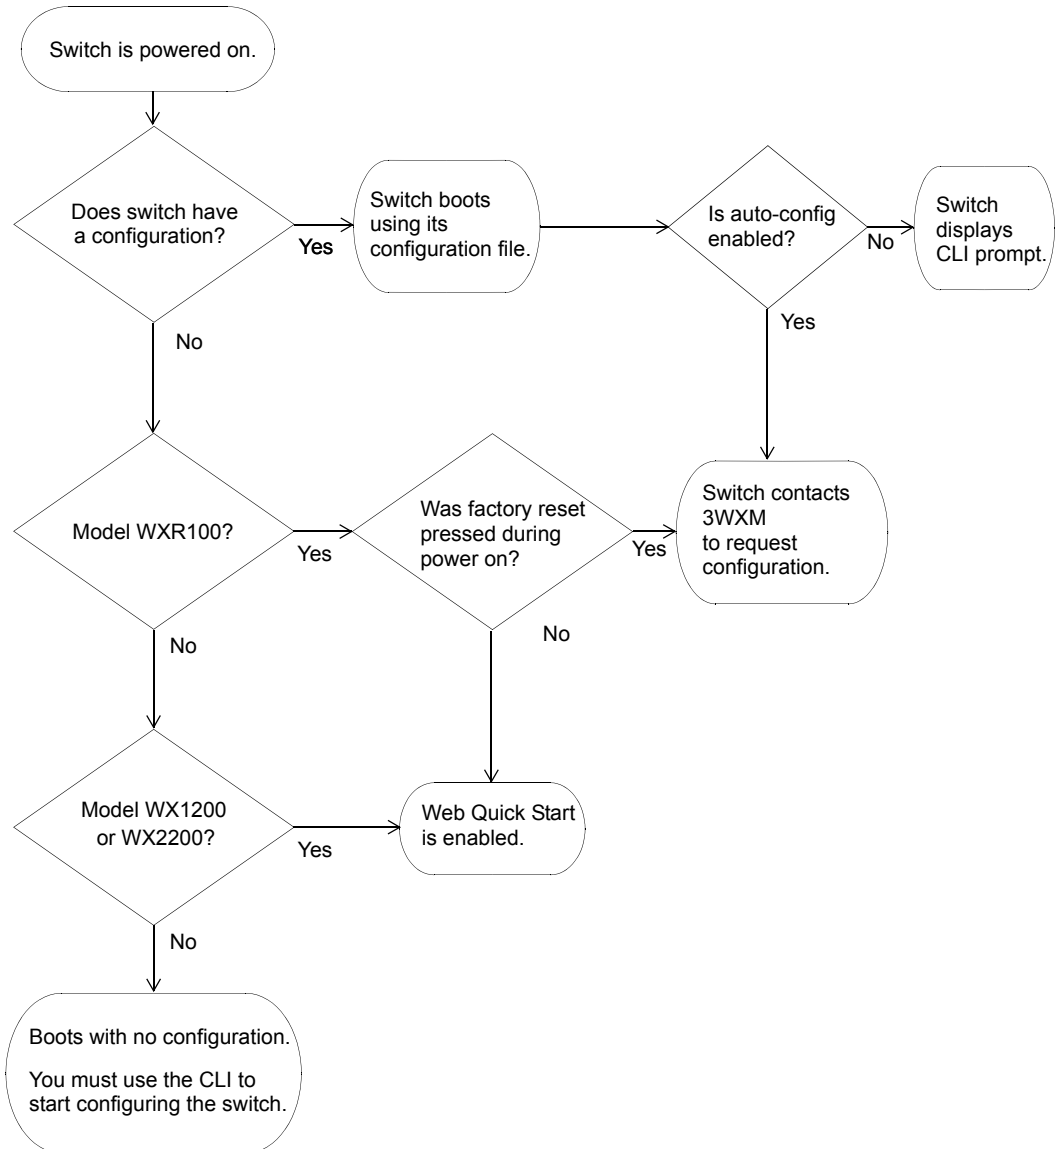 Switch is powered on.
Does switch have
a configuration?
Yes
Switch boots
using its
configuration file.
Is auto-config
enabled?
No
Switch
displays
CLI prompt.
No
Yes
Model WXR100?
Yes
Was factory reset
pressed during
power on?
Yes
Switch contacts
3WXM
to request
configuration.
No
No
Model WX1200
or WX2200?
Yes
Web Quick Start
is enabled.
No
Boots with no configuration.
You must use the CLI to
start configuring the switch.